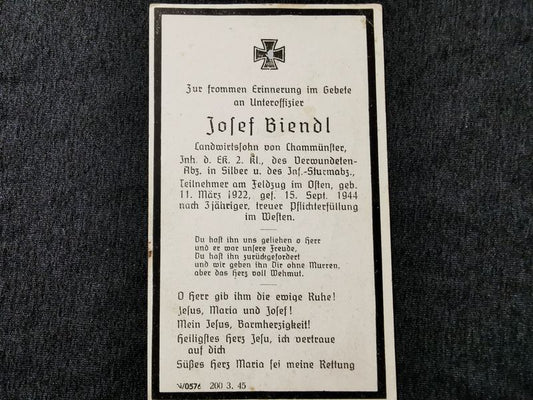 Zur frommen Erinnerung im Gebete
an Unteroffizier
Josef Biendl
Landwirtssohn von Chammünster,
Inh. d. Ek. 2. Kl., des Verwundeten-
Abz. in Silber u. des Inf.-Sturmabz.,
Teilnehmer am Feldzug im Osten, geb.
11. März 1922, gef. 15. Sept. 1944
nach 3jähriger, treuer Pflichterfüllung
im Westen.
Du hast ihn uns geliehen o Herr
und er war unsere Freude,
Du hast ihn zurückgefordert
und wir geben ihn Dir ohne Murren,
aber das Herz voll Wehmut.
O Herr gib ihm die ewige Ruhe!
Jesus, Maria und Josef!
Mein Jesus, Barmherzigkeit!
Heiligstes Herz Jesu, ich vertraue
auf dich
Süßes Herz Maria sei meine Rettung
V/0576 200 3. 45